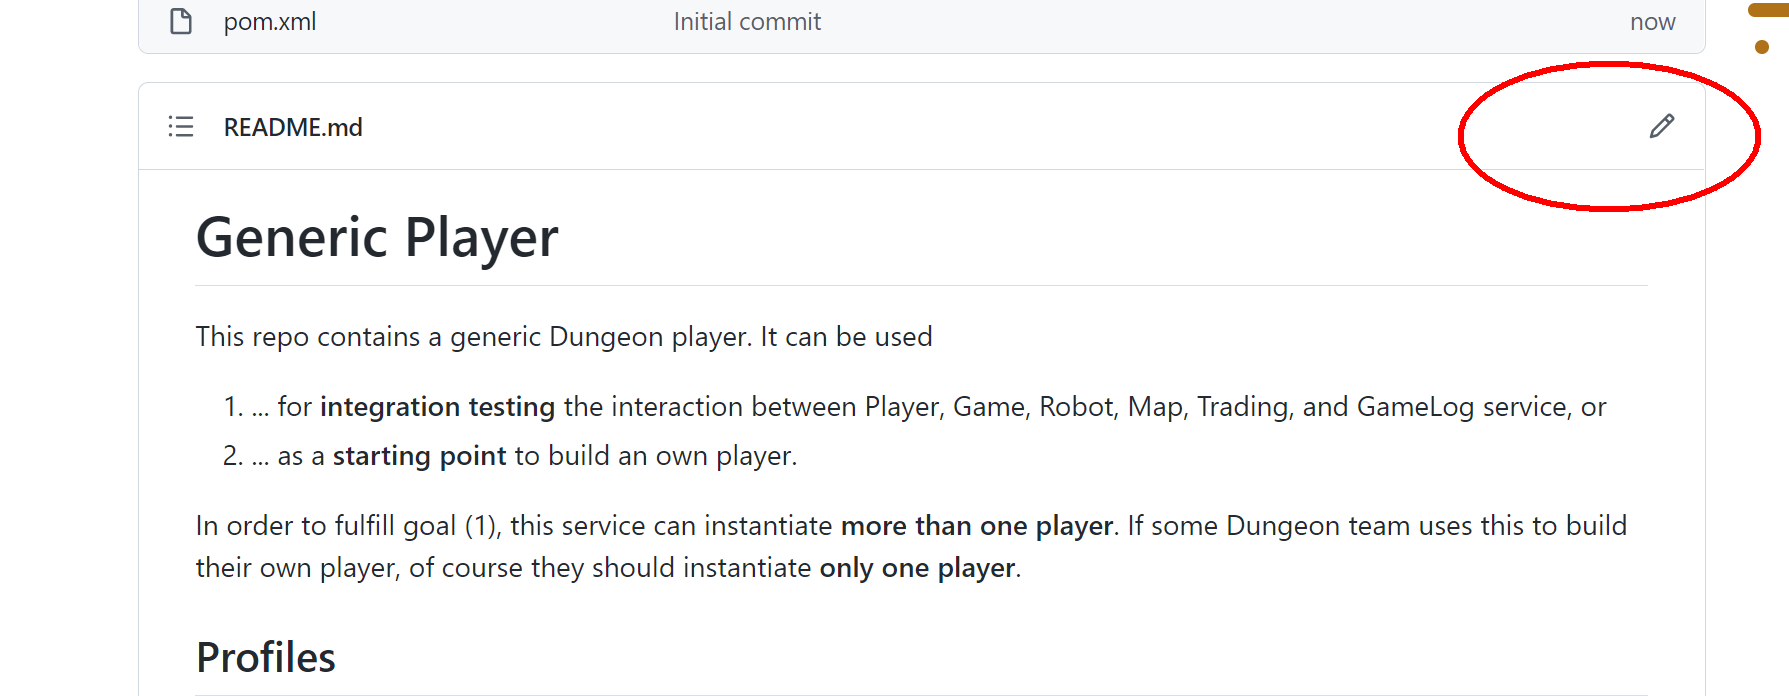 pom.xml Initial commit now
README.md
Generic Player
This repo contains a generic Dungeon player. It can be used
1. ... for integration testing the interaction between Player, Game, Robot, Map, Trading, and GameLog service, or
2. ... as a starting point to build an own player.
In order to fulfill goal (1), this service can instantiate more than one player. If some Dungeon team uses this to build
their own player, of course they should instantiate only one player.
Profiles